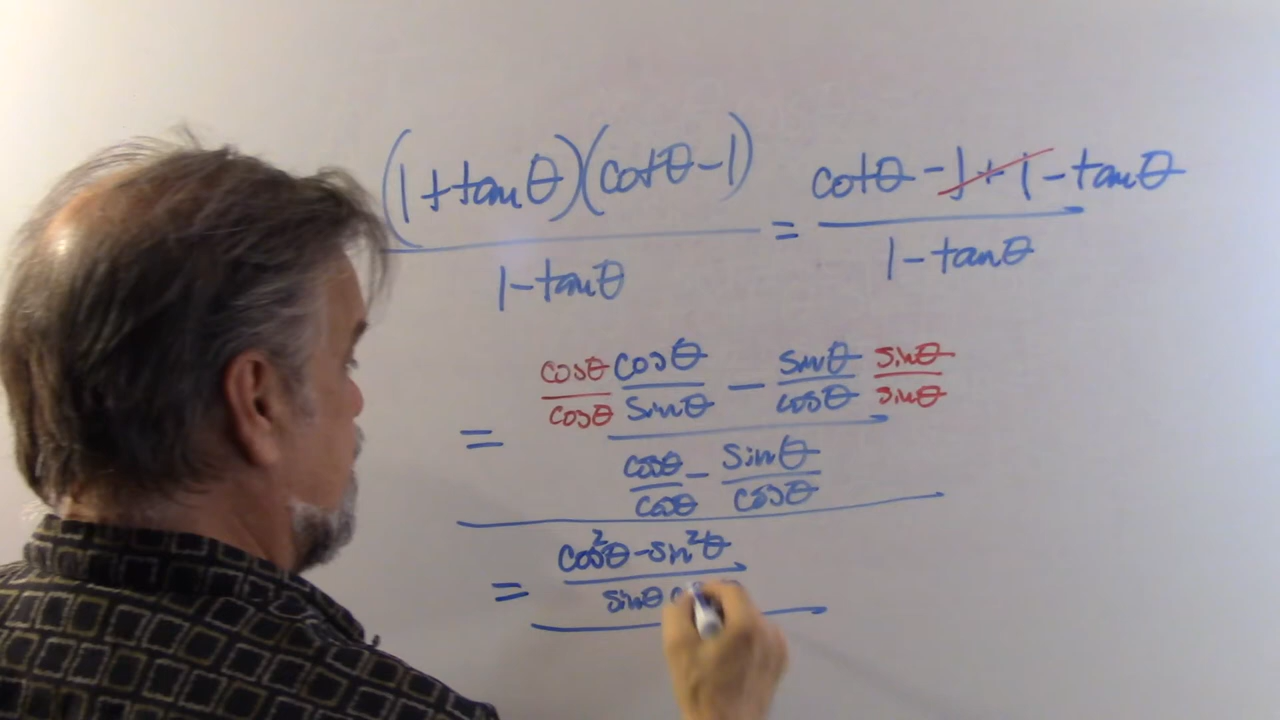 (1+tanθ)(cotθ-1) = cotθ -1+1-tanθ
1-tanθ 1-tanθ
cosθ cosθ - sinθ sinθ
cosθ sinθ cosθ sinθ
=
cosθ - sinθ
cosθ cosθ
cos²θ-sin²θ
=
sinθ